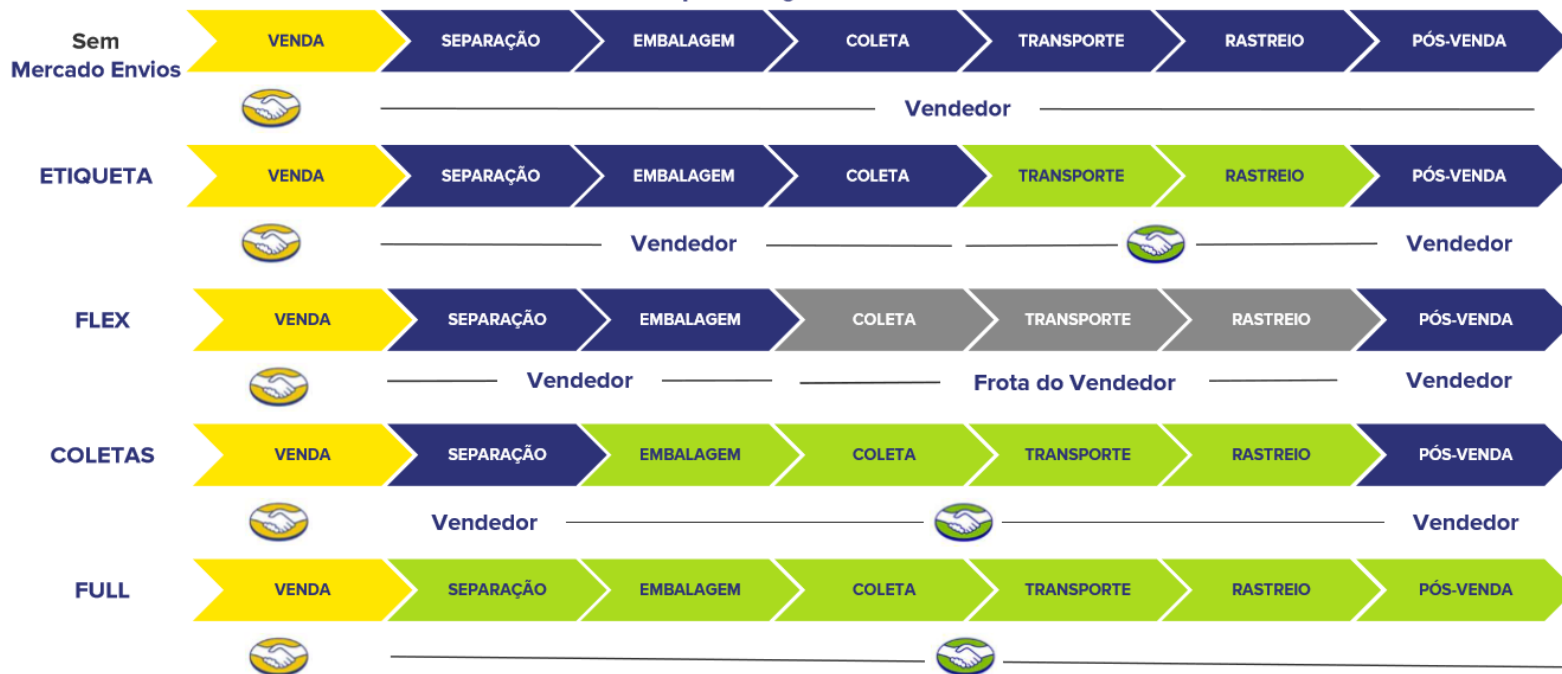 Sem
Mercado Envios
VENDA SEPARAÇÃO EMBALAGEM COLETA TRANSPORTE RASTREIO PÓS-VENDA
Vendedor
ETIQUETA VENDA SEPARAÇÃO EMBALAGEM COLETA TRANSPORTE RASTREIO PÓS-VENDA
Vendedor Vendedor
FLEX VENDA SEPARAÇÃO EMBALAGEM COLETA TRANSPORTE RASTREIO PÓS-VENDA
Vendedor Frota do Vendedor Vendedor
COLETAS VENDA SEPARAÇÃO EMBALAGEM COLETA TRANSPORTE RASTREIO PÓS-VENDA
Vendedor Vendedor
FULL VENDA SEPARAÇÃO EMBALAGEM COLETA TRANSPORTE RASTREIO PÓS-VENDA